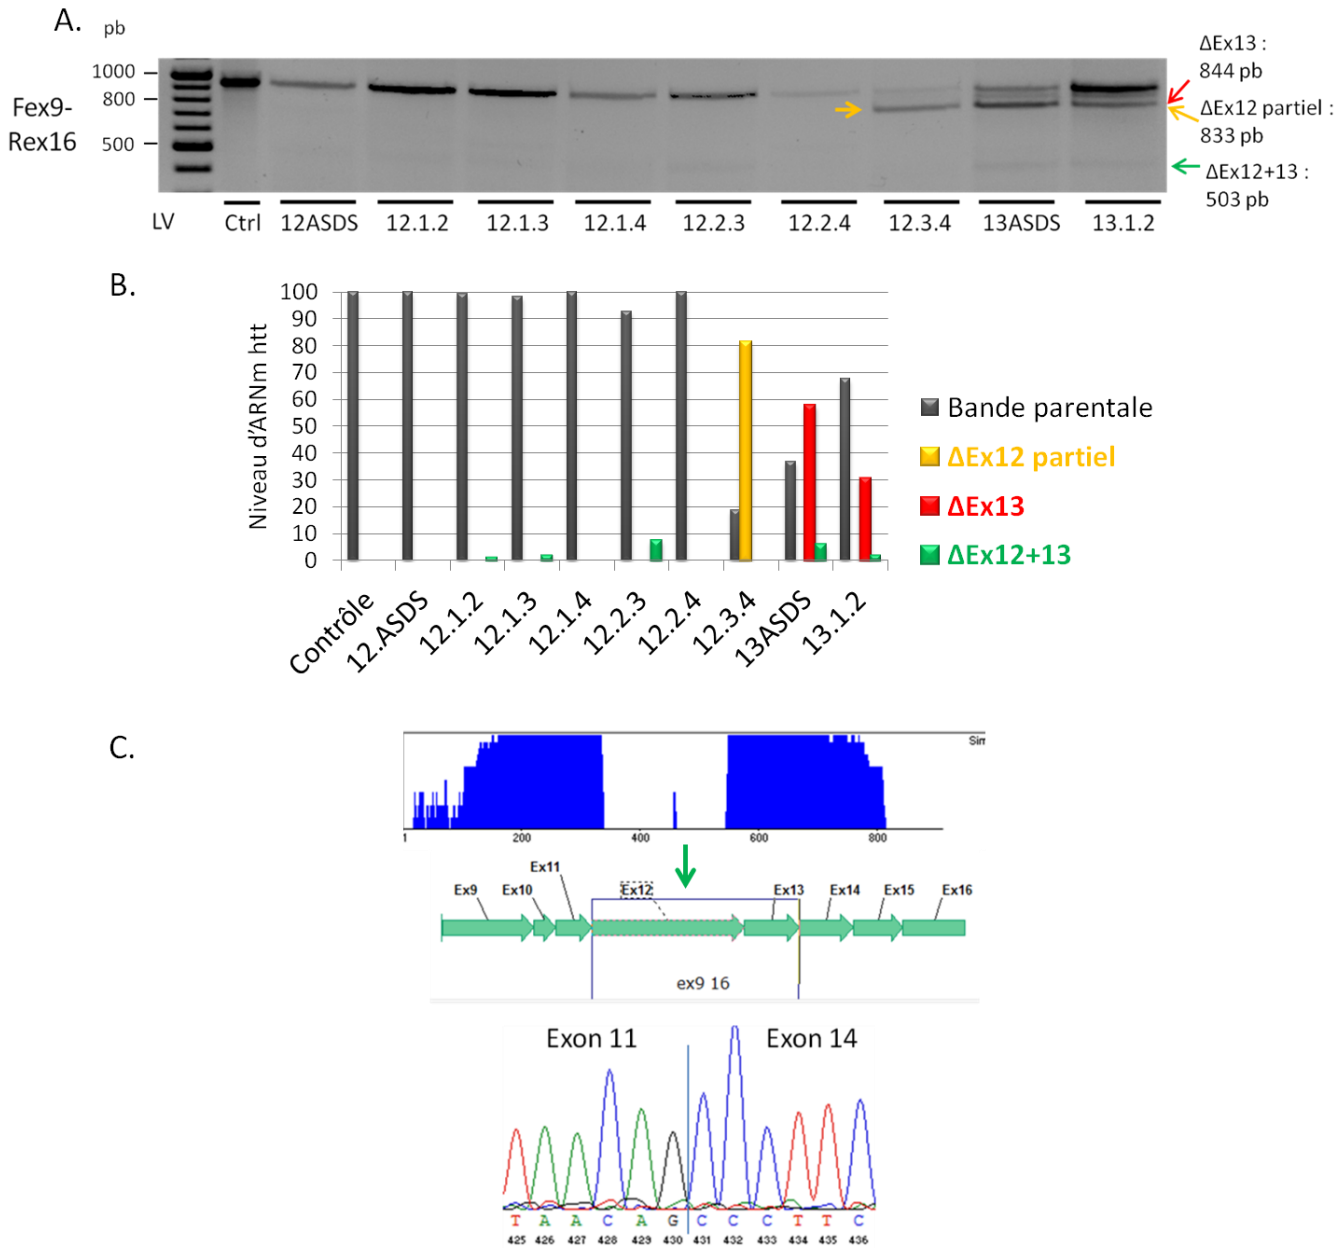 A.
pb
1000
800
500
Fex9-
Rex16
ΔEx13 :
844 pb
ΔEx12 partiel :
833 pb
ΔEx12+13 :
503 pb
LV
Ctrl 12ASDS 12.1.2 12.1.3 12.1.4 12.2.3 12.2.4 12.3.4 13ASDS 13.1.2
B.
Niveau d'ARNm htt
100
90
80
70
60
50
40
30
20
10
0
Contrôle 12.ASDS 12.1.2 12.1.3 12.1.4 12.2.3 12.2.4 12.3.4 13ASDS 13.1.2
Bande parentale
ΔEx12 partiel
ΔEx13
ΔEx12+13
C.
Sim
1 200 400 600 800
Ex11
Ex9 Ex10 Ex12 Ex13 Ex14 Ex15 Ex16
ex9 16
Exon 11 Exon 14
T A A C A G C C C T T C
425 426 427 428 429 430 431 432 433 434 435 436